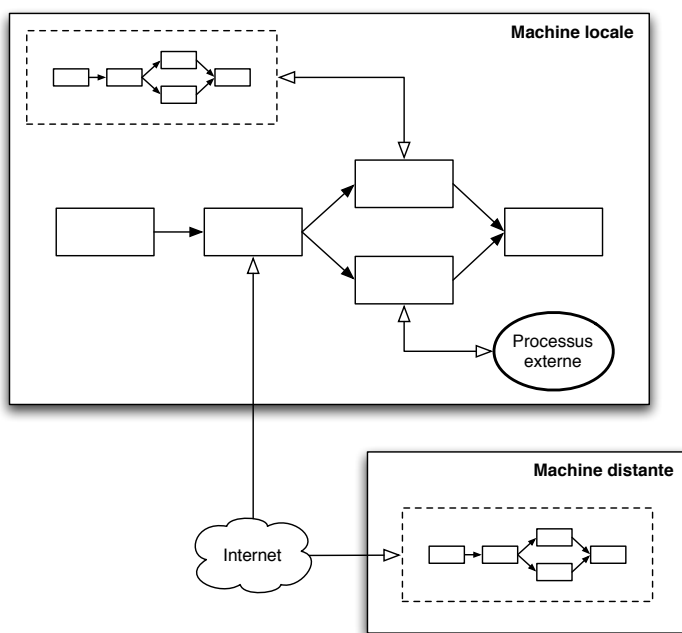 Machine locale
Processus
externe
Machine distante
Internet